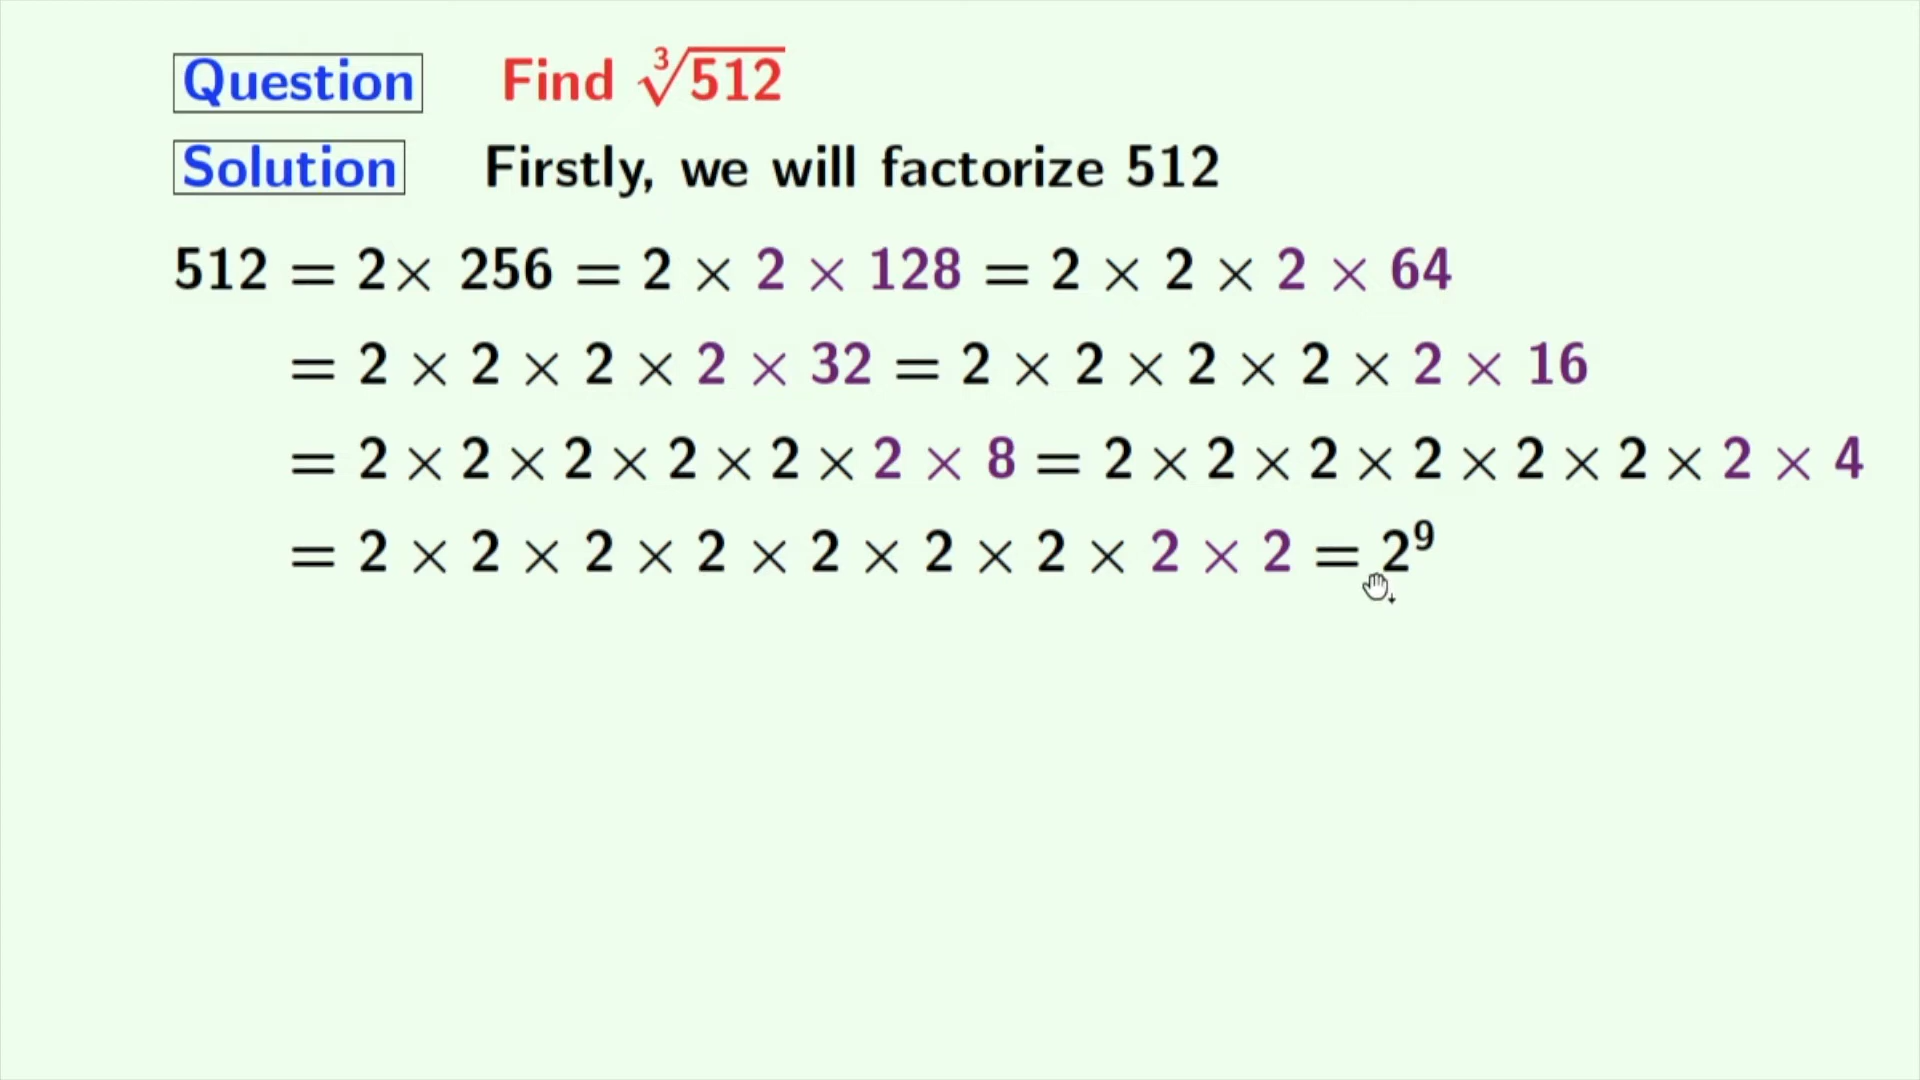 Question Find ∛512
Solution Firstly, we will factorize 512
512 = 2× 256 = 2 × 2 × 128 = 2 × 2 × 2 × 64
= 2 × 2 × 2 × 2 × 32 = 2 × 2 × 2 × 2 × 2 × 16
= 2 × 2 × 2 × 2 × 2 × 2 × 8 = 2 × 2 × 2 × 2 × 2 × 2 × 2 × 4
= 2 × 2 × 2 × 2 × 2 × 2 × 2 × 2 × 2 = 2⁹